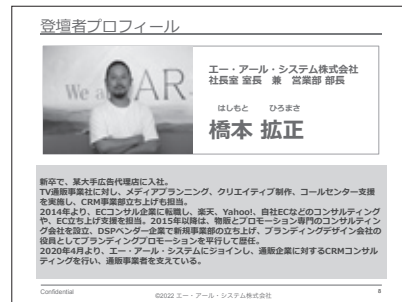 登壇者プロフィール
We a AR
エー・アール・システム株式会社
社長室 室長 兼 営業部 部長
はしもと ひろまさ
橋本 拡正
新卒で、某大手広告代理店に入社。
TV通販事業社に対し、メディアプランニング、クリエイティブ制作、コールセンター支援
を実施し、CRM事業部立ち上げも担当。
2014年より、ECコンサル企業に転職し、楽天、Yahoo!、自社ECなどのコンサルティング
や、EC立ち上げ支援を担当。2015年以降は、物販とプロモーション専門のコンサルティン
グ会社を設立、DSPベンダー企業で新規事業部の立ち上げ、ブランディングデザイン会社の
役員としてブランディングプロモーションを平行して歴任。
2020年4月より、エー・アール・システムにジョインし、通販企業に対するCRMコンサル
ティングを行い、通販事業者を支えている。
Confidential
©2022 エー・アール・システム株式会社
8